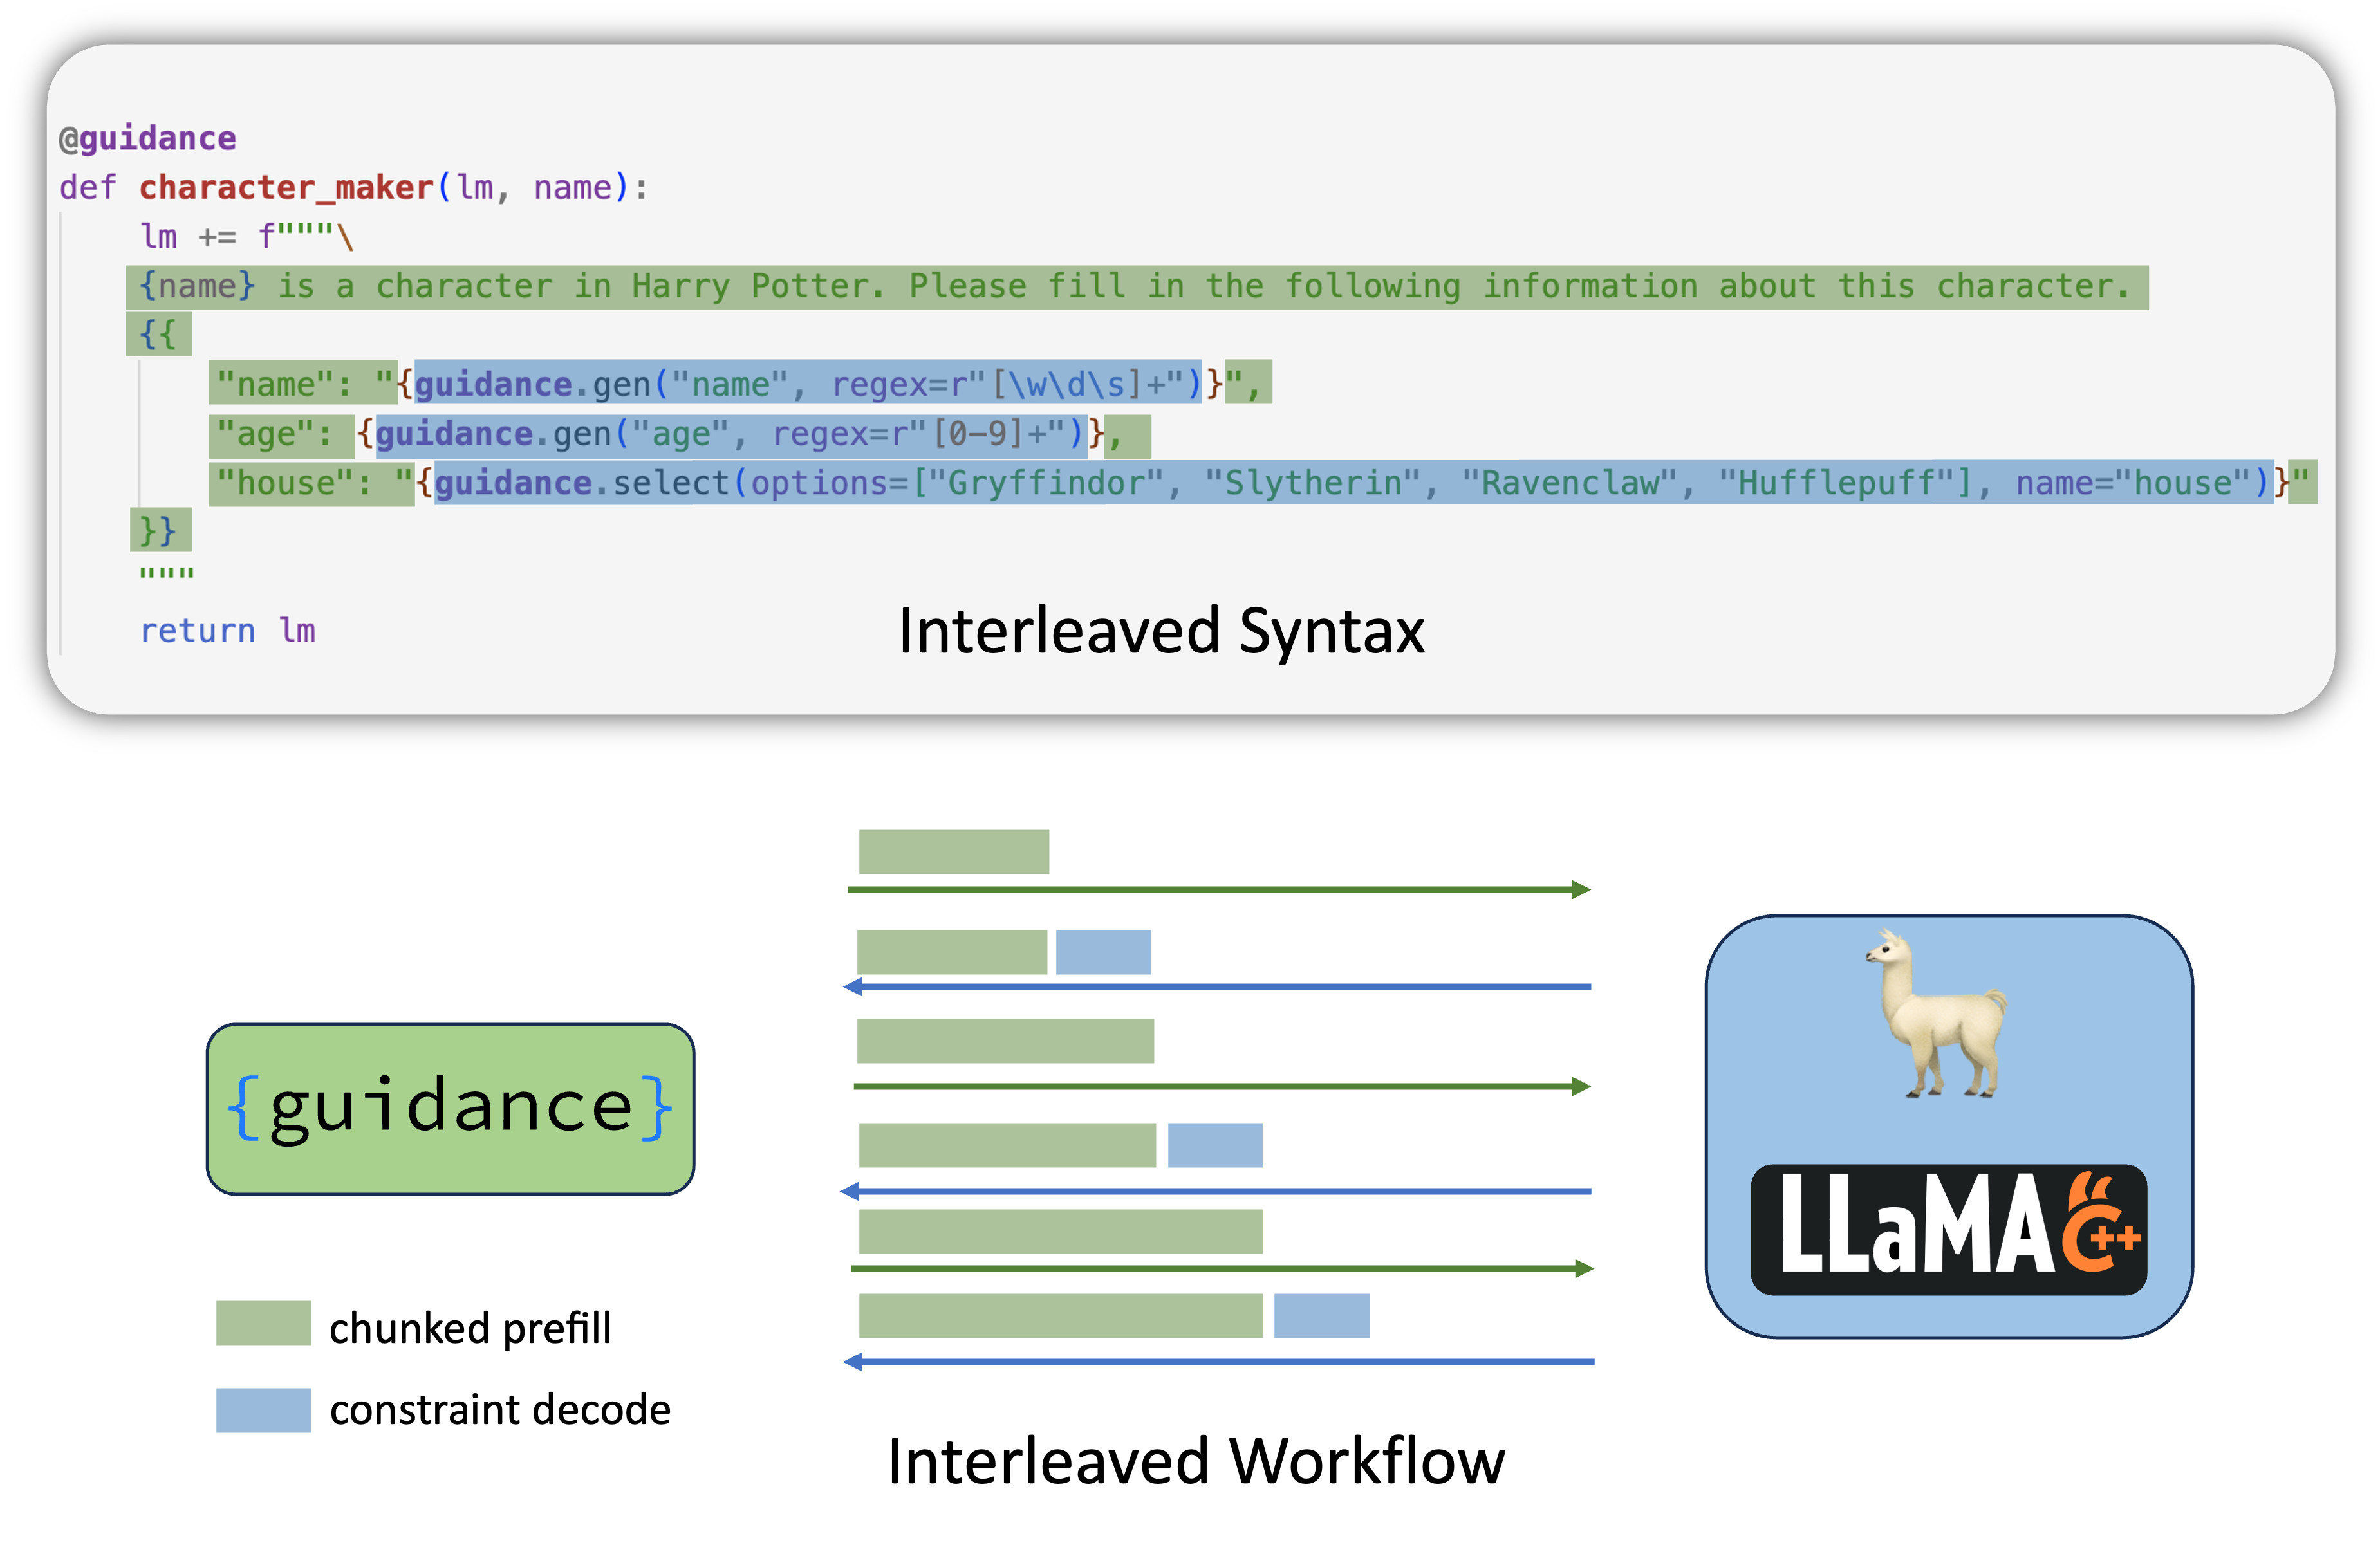 @guidance
def character_maker(lm, name):
    lm += f"""\
    {name} is a character in Harry Potter. Please fill in the following information about this character.
    {{
        "name": "{guidance.gen("name", regex=r"[\w\d\s]+")}",
        "age": {guidance.gen("age", regex=r"[0-9]+")},
        "house": "{guidance.select(options=["Gryffindor", "Slytherin", "Ravenclaw", "Hufflepuff"], name="house")}"
    }}
    """
    return lm
Interleaved Syntax
{guidance}
LLaMA C++
chunked prefill
constraint decode
Interleaved Workflow